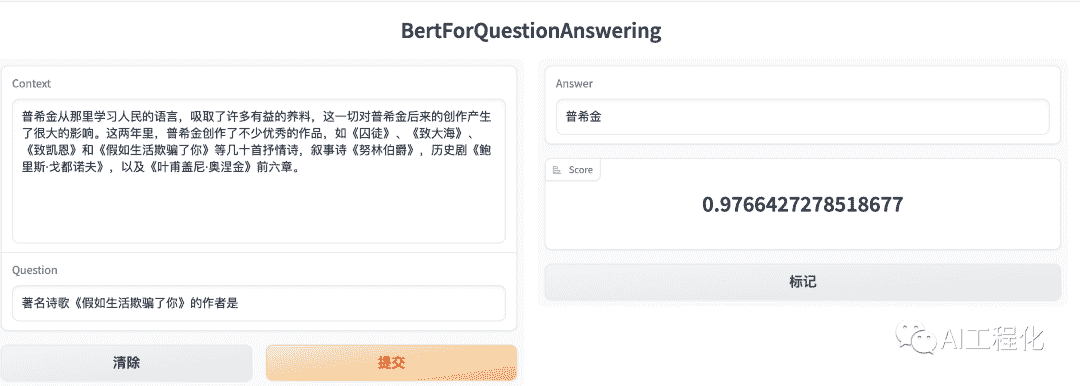 BertForQuestionAnswering
Context
普希金从那里学习人民的语言，吸取了许多有益的养料，这一切对普希金后来的创作产生
了很大的影响。这两年里，普希金创作了不少优秀的作品，如《囚徒》、《致大海》、
《致凯恩》和《假如生活欺骗了你》等几十首抒情诗，叙事诗《努林伯爵》，历史剧《鲍
里斯·戈都诺夫》，以及《叶甫盖尼·奥涅金》前六章。
Question
著名诗歌《假如生活欺骗了你》的作者是
清除
提交
Answer
普希金
Score
0.9766427278518677
标记
AI工程化